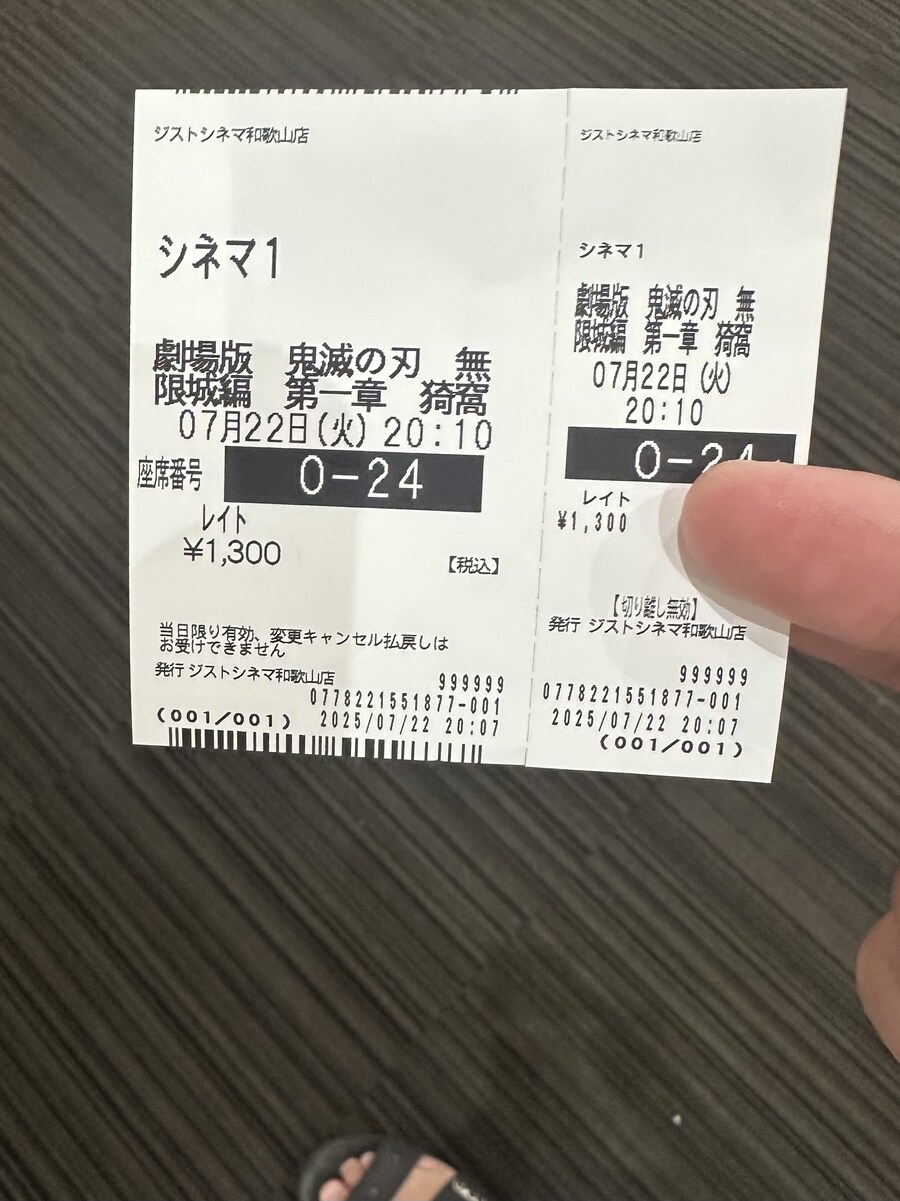 ジストシネマ和歌山店
シネマ1
劇場版 鬼滅の刃 無
限城編 第一章 猗窩
07月22日(火) 20:10
座席番号 O-24
レイト
¥1,300
【税込】
当日限り有効、変更キャンセル払戻しは
お受けできません
発行 ジストシネマ和歌山店
999999
0778221551877-001
(001/001) 2025/07/22 20:07
ジストシネマ和歌山店
シネマ1
劇場版 鬼滅の刃 無
限城編 第一章 猗窩
07月22日(火)
20:10
O-24
レイト
¥1,300
【切り離し無効】
発行 ジストシネマ和歌山店
999999
0778221551877-001
2025/07/22 20:07
(001/001)